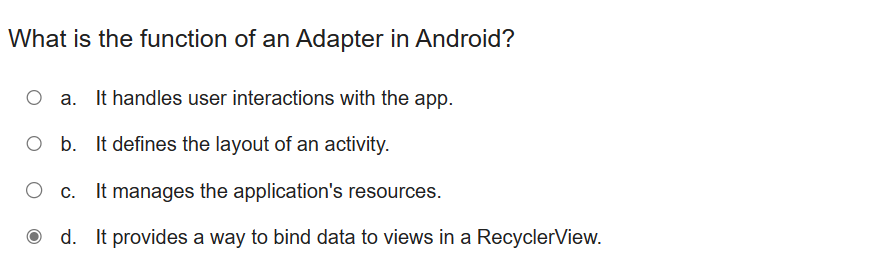 What is the function of an Adapter in Android?
a. It handles user interactions with the app.
b. It defines the layout of an activity.
c. It manages the application's resources.
d. It provides a way to bind data to views in a RecyclerView.